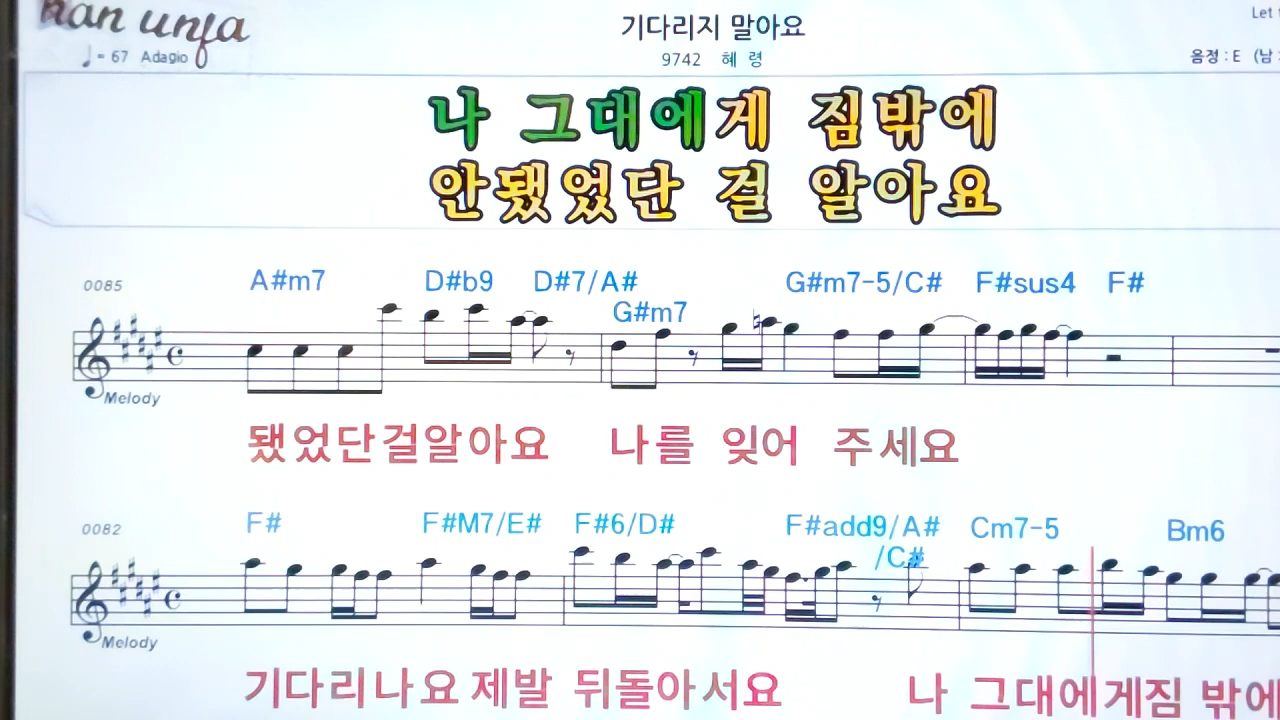 han unja
기다리지 말아요
Let
♩= 67 Adagio
9742 혜 령
음정 : E (남
나 그대에게 짐밖에
안됐었단 걸 알아요
0085
A#m7 D#b9 D#7/A# G#m7 G#m7-5/C# F#sus4 F#
Melody
됐었단걸알아요 나를 잊어 주세요
0082
F# F#M7/E# F#6/D# F#add9/A# /C# Cm7-5 Bm6
Melody
기다리나요 제발 뒤돌아서요 나 그대에게짐 밖에